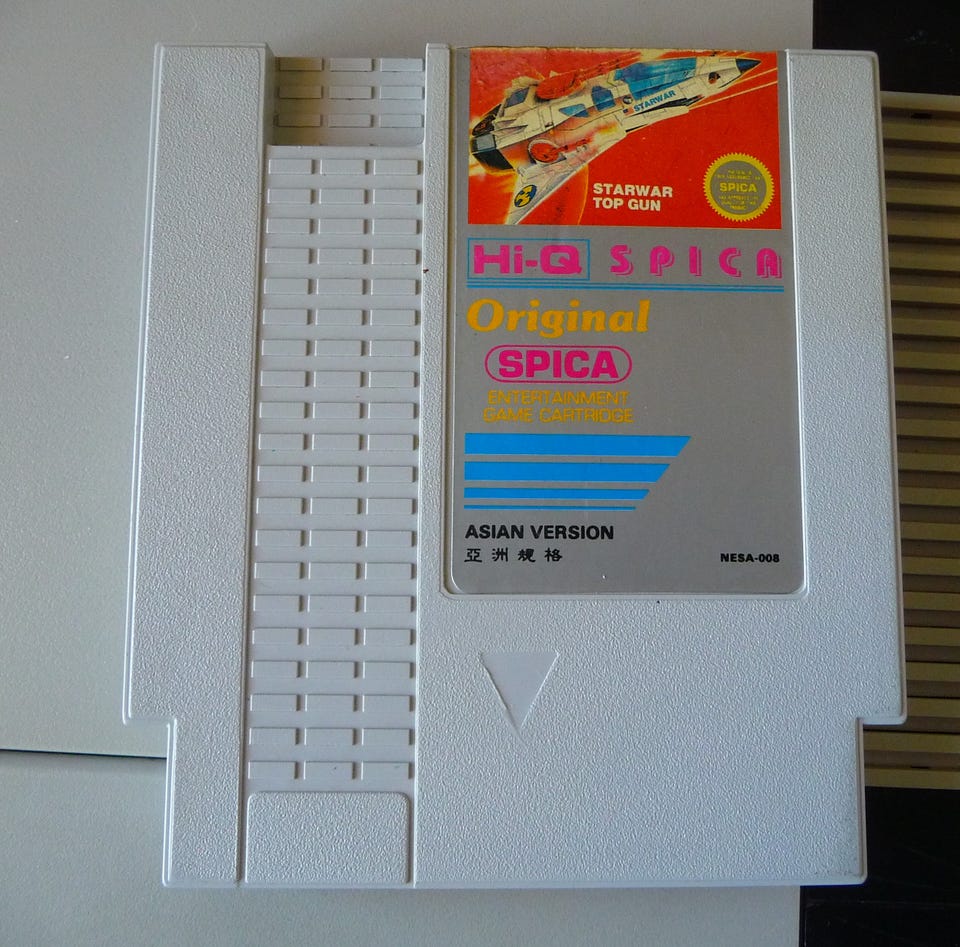 STARWAR
STARWAR
TOP GUN
SPICA
Hi-Q SPICA
Original
SPICA
ENTERTAINMENT
GAME CARTRIDGE
ASIAN VERSION
亞洲規格
NESA-008